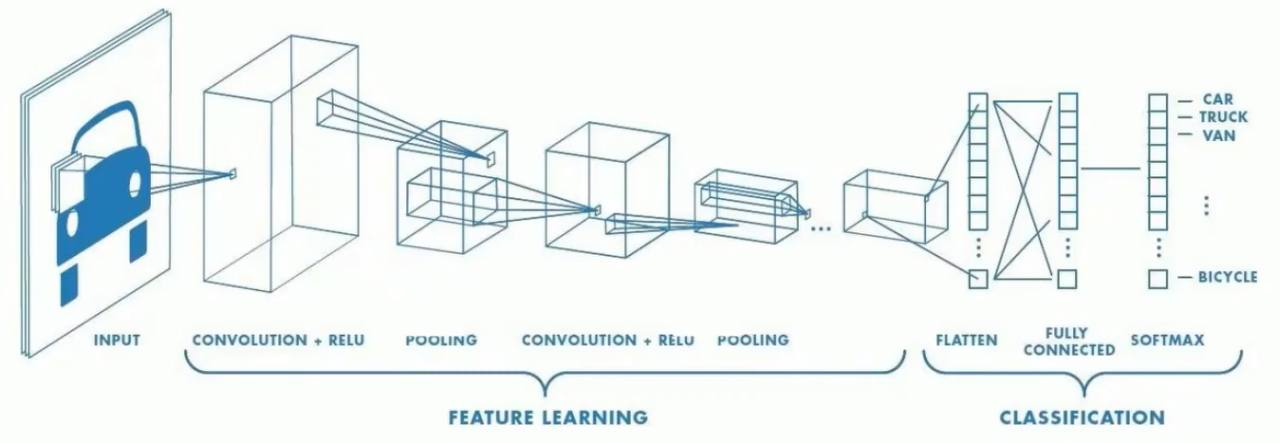 CAR
TRUCK
VAN
BICYCLE
INPUT
CONVOLUTION + RELU
POOLING
CONVOLUTION + RELU
POOLING
FLATTEN
FULLY
CONNECTED
SOFTMAX
FEATURE LEARNING
CLASSIFICATION